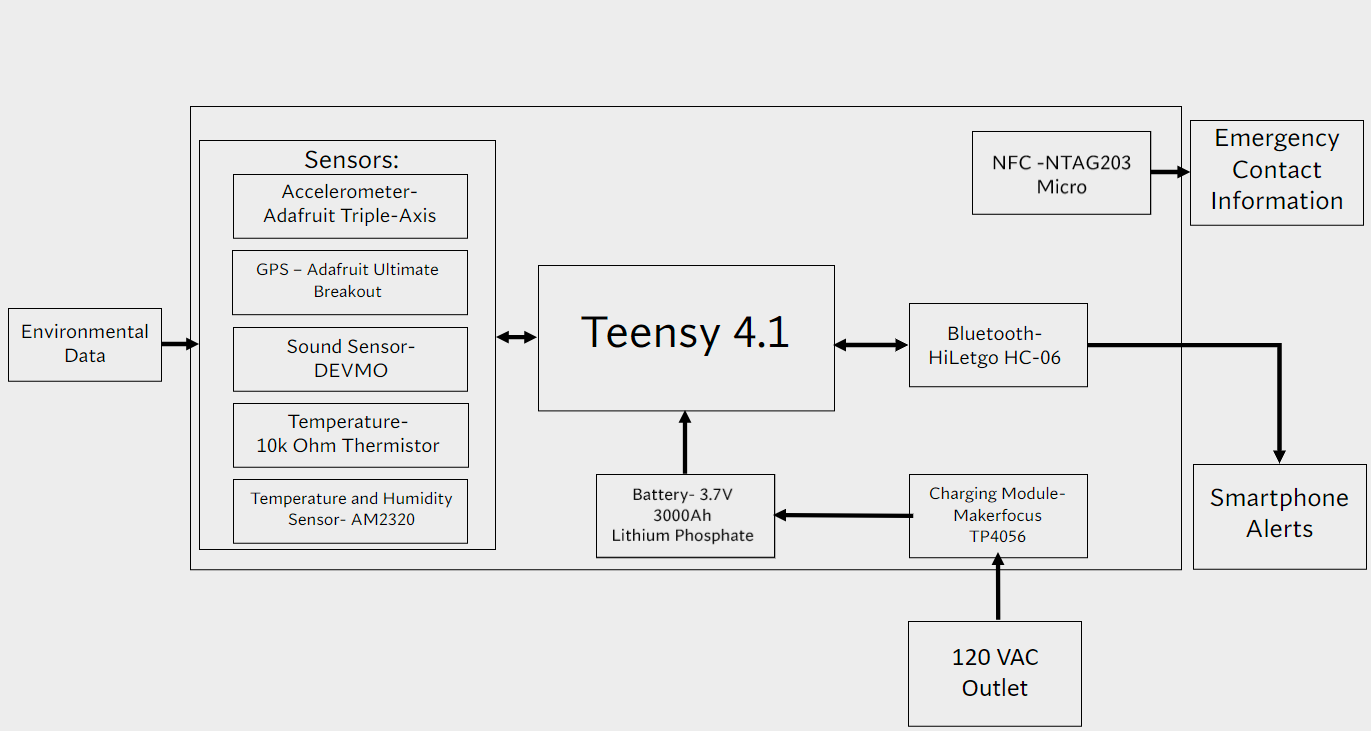 Sensors:
Accelerometer-
Adafruit Triple-Axis
GPS – Adafruit Ultimate
Breakout
Sound Sensor-
DEVMO
Temperature-
10k Ohm Thermistor
Temperature and Humidity
Sensor- AM2320
Environmental
Data
Teensy 4.1
NFC -NTAG203
Micro
Emergency
Contact
Information
Bluetooth-
HiLetgo HC-06
Battery- 3.7V
3000Ah
Lithium Phosphate
Charging Module-
Makerfocus
TP4056
Smartphone
Alerts
120 VAC
Outlet